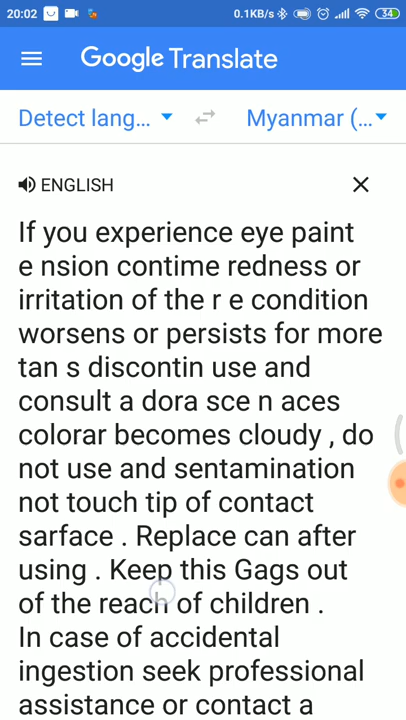 20:02 0.1KB/s 34
Google Translate
Detect lang... Myanmar (...
ENGLISH
If you experience eye paint
e nsion contime redness or
irritation of the r e condition
worsens or persists for more
tan s discontin use and
consult a dora sce n aces
colorar becomes cloudy , do
not use and sentamination
not touch tip of contact
sarface . Replace can after
using . Keep this Gags out
of the reach of children .
In case of accidental
ingestion seek professional
assistance or contact a